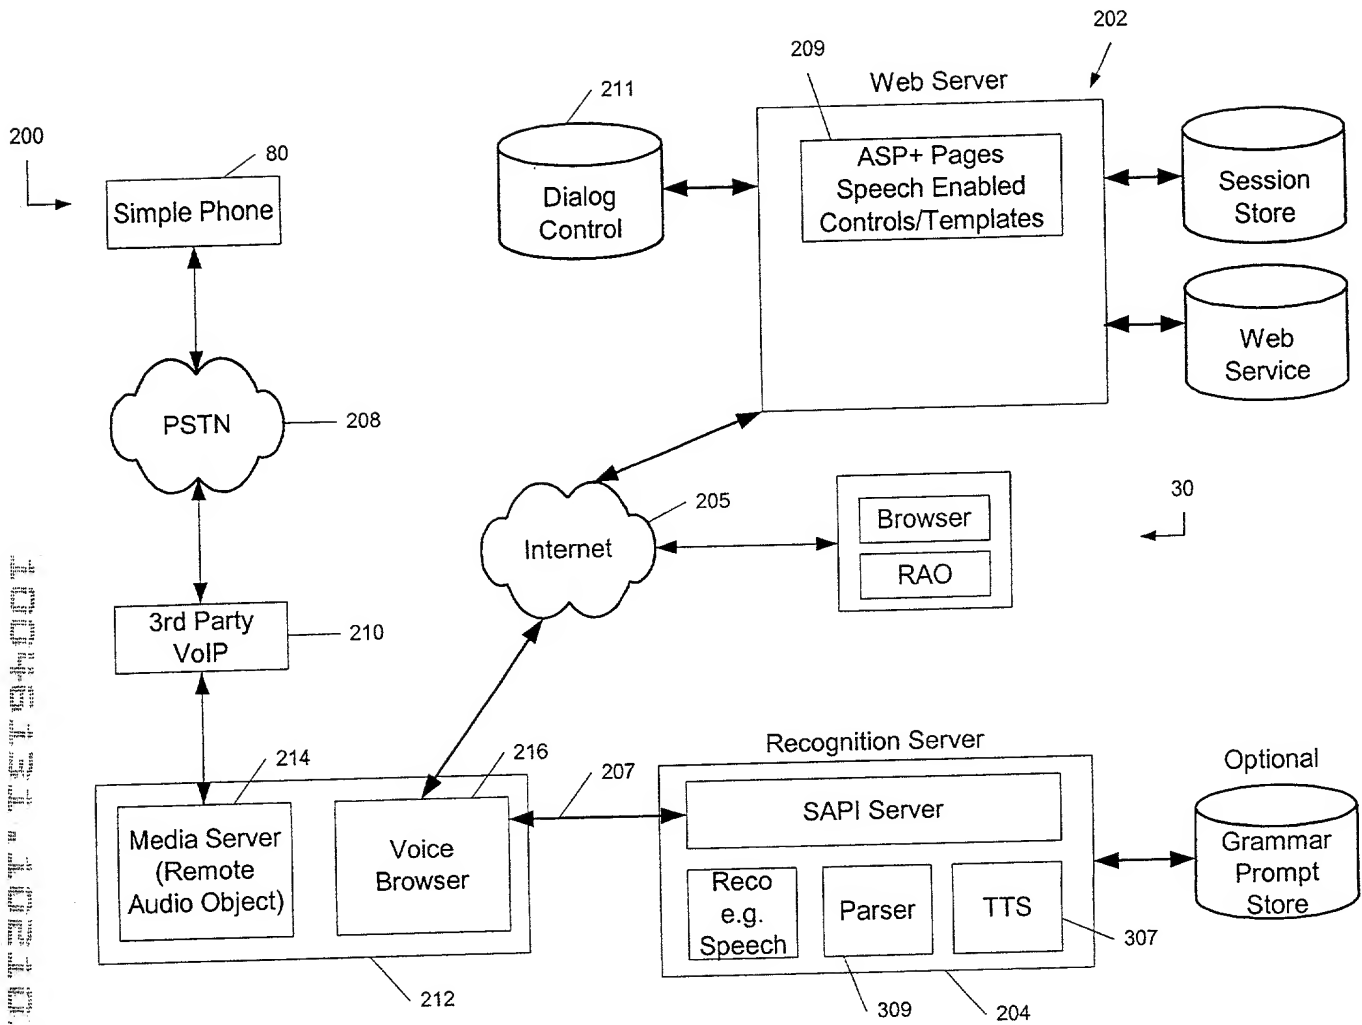 202
209
Web Server
211
200
80
ASP+ Pages
Speech Enabled
Controls/Templates
Simple Phone
Dialog
Control
Session
Store
Web
Service
PSTN
208
205
30
Internet
Browser
RAO
3rd Party
VoIP
210
214
216
207
Recognition Server
Optional
SAPI Server
Media Server
(Remote
Audio Object)
Voice
Browser
Reco
e.g.
Speech
Parser
TTS
Grammar
Prompt
Store
307
212
309
204